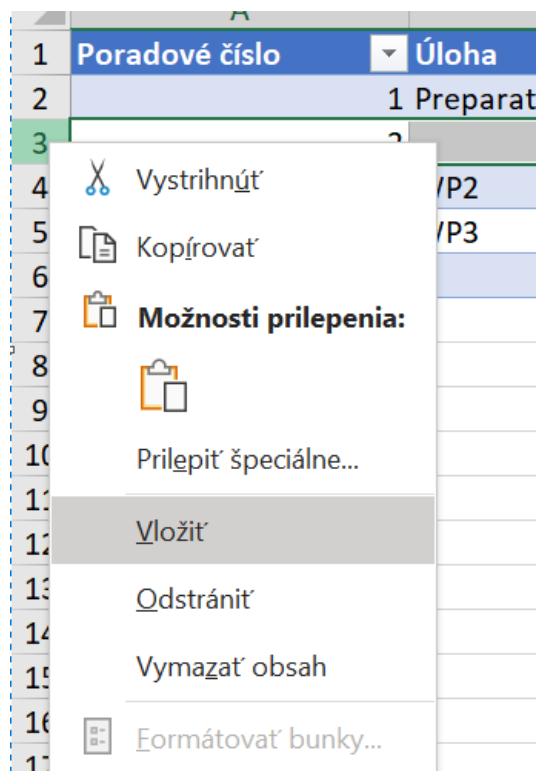 A
1 Poradové číslo Úloha
2 1 Preparat
3 2
4 /P2
5 /P3
6
7
8
9
10
11
12
13
14
15
16
17
Vystrihnúť
Kopírovať
Možnosti prilepenia:
Prilepiť špeciálne...
Vložiť
Odstrániť
Vymazať obsah
Formátovať bunky...